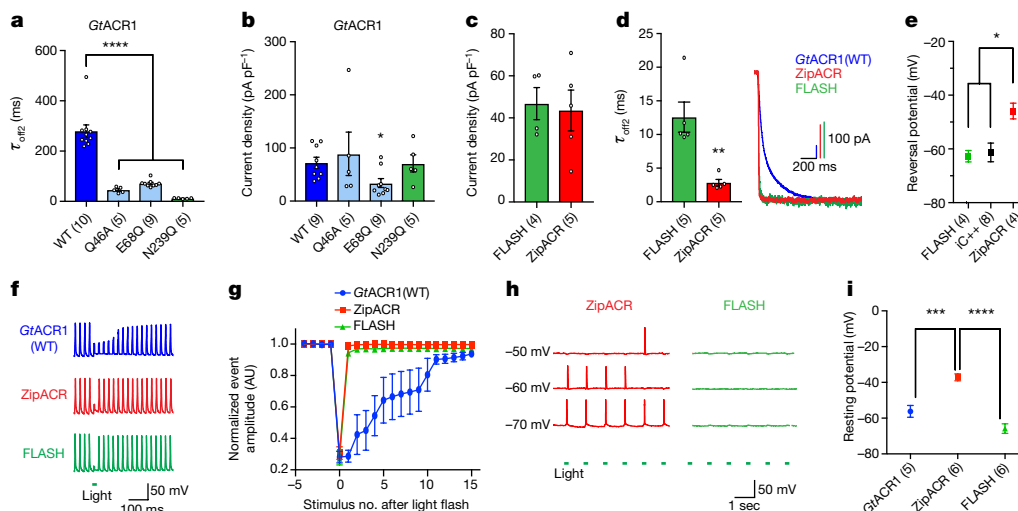 a
GtACR1
****
τoff2 (ms)
600
400
200
0
WT (10)
Q46A (5)
E68Q (9)
N239Q (5)
b
GtACR1
Current density (pA pF⁻¹)
300
200
100
0
*
WT (9)
Q46A (5)
E68Q (9)
N239Q (5)
c
Current density (pA pF⁻¹)
80
60
40
20
0
FLASH (4)
ZipACR (5)
d
τoff2 (ms)
25
20
15
10
5
0
**
FLASH (5)
ZipACR (5)
GtACR1(WT)
ZipACR
FLASH
100 pA
200 ms
e
Reversal potential (mV)
-20
-40
-60
-80
*
FLASH (4)
iC++ (8)
ZipACR (4)
f
GtACR1
(WT)
ZipACR
FLASH
Light
50 mV
100 ms
g
GtACR1(WT)
ZipACR
FLASH
Normalized event
amplitude (AU)
1.0
0.8
0.6
0.4
0.2
-5 0 5 10 15
Stimulus no. after light flash
h
ZipACR
FLASH
-50 mV
-60 mV
-70 mV
Light
50 mV
1 sec
i
Resting potential (mV)
0
-20
-40
-60
-80
***
****
GtACR1 (5)
ZipACR (6)
FLASH (6)